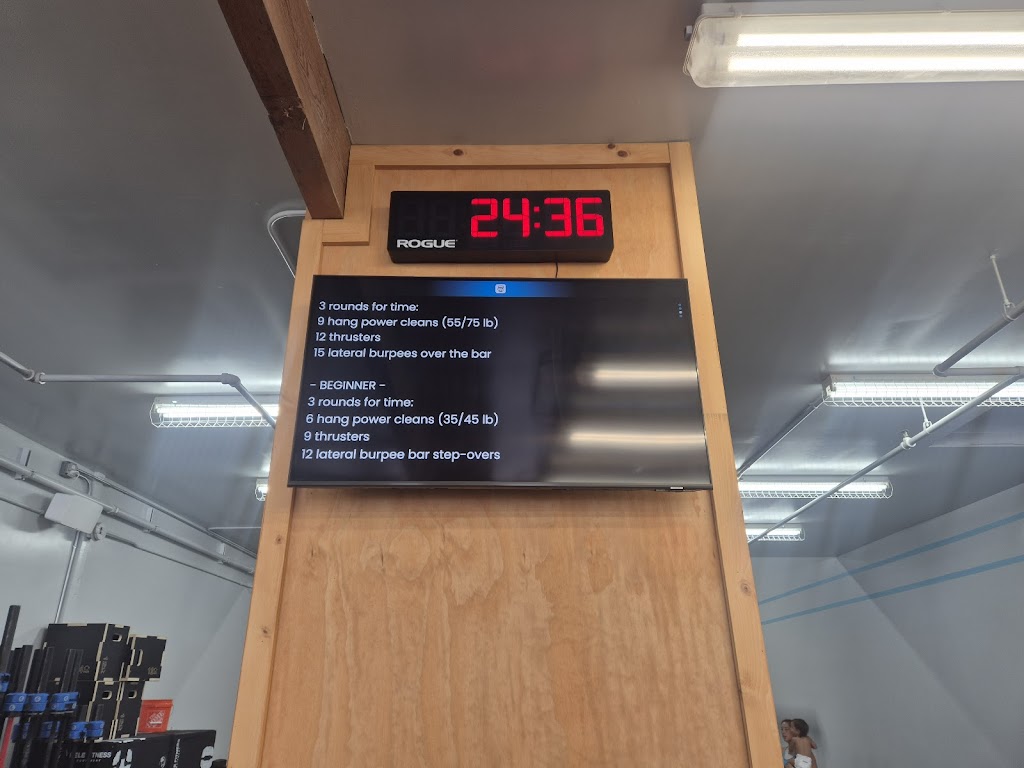 24:36
ROGUE
3 rounds for time:
9 hang power cleans (55/75 lb)
12 thrusters
15 lateral burpees over the bar
- BEGINNER -
3 rounds for time:
6 hang power cleans (35/45 lb)
9 thrusters
12 lateral burpee bar step-overs